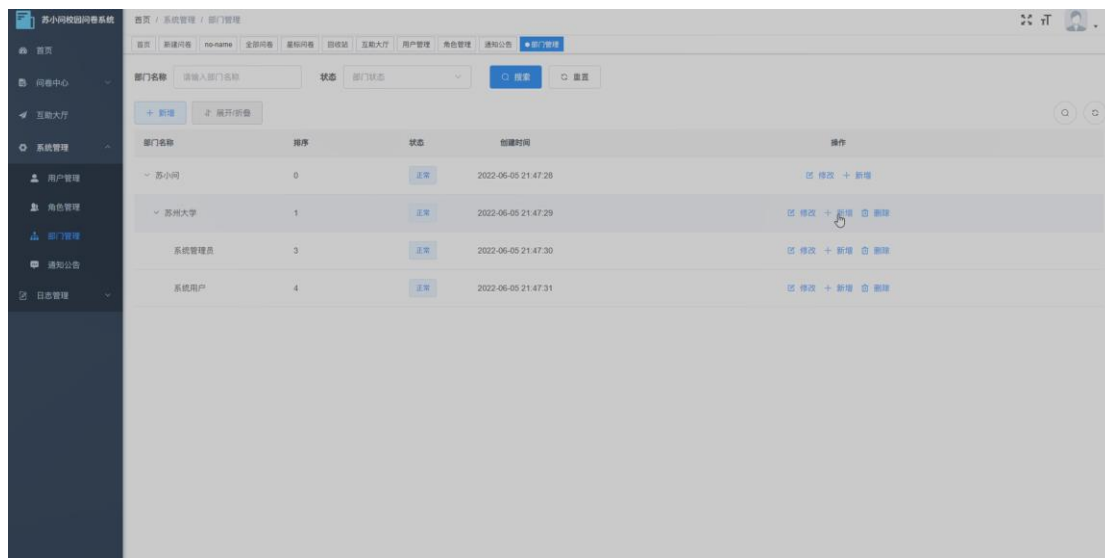 苏小问校园问卷系统
首页 / 系统管理 / 部门管理
首页 新建问卷 no-name 全部问卷 星标问卷 回收站 互助大厅 用户管理 角色管理 通知公告 部门管理
首页
问卷中心
互助大厅
系统管理
用户管理
角色管理
部门管理
通知公告
日志管理
部门名称 请输入部门名称 状态 部门状态 搜索 重置
+ 新增 展开/折叠
部门名称 排序 状态 创建时间 操作
苏小问 0 正常 2022-06-05 21:47:28 修改 + 新增
苏州大学 1 正常 2022-06-05 21:47:29 修改 + 新增 删除
系统管理员 3 正常 2022-06-05 21:47:30 修改 + 新增 删除
系统用户 4 正常 2022-06-05 21:47:31 修改 + 新增 删除